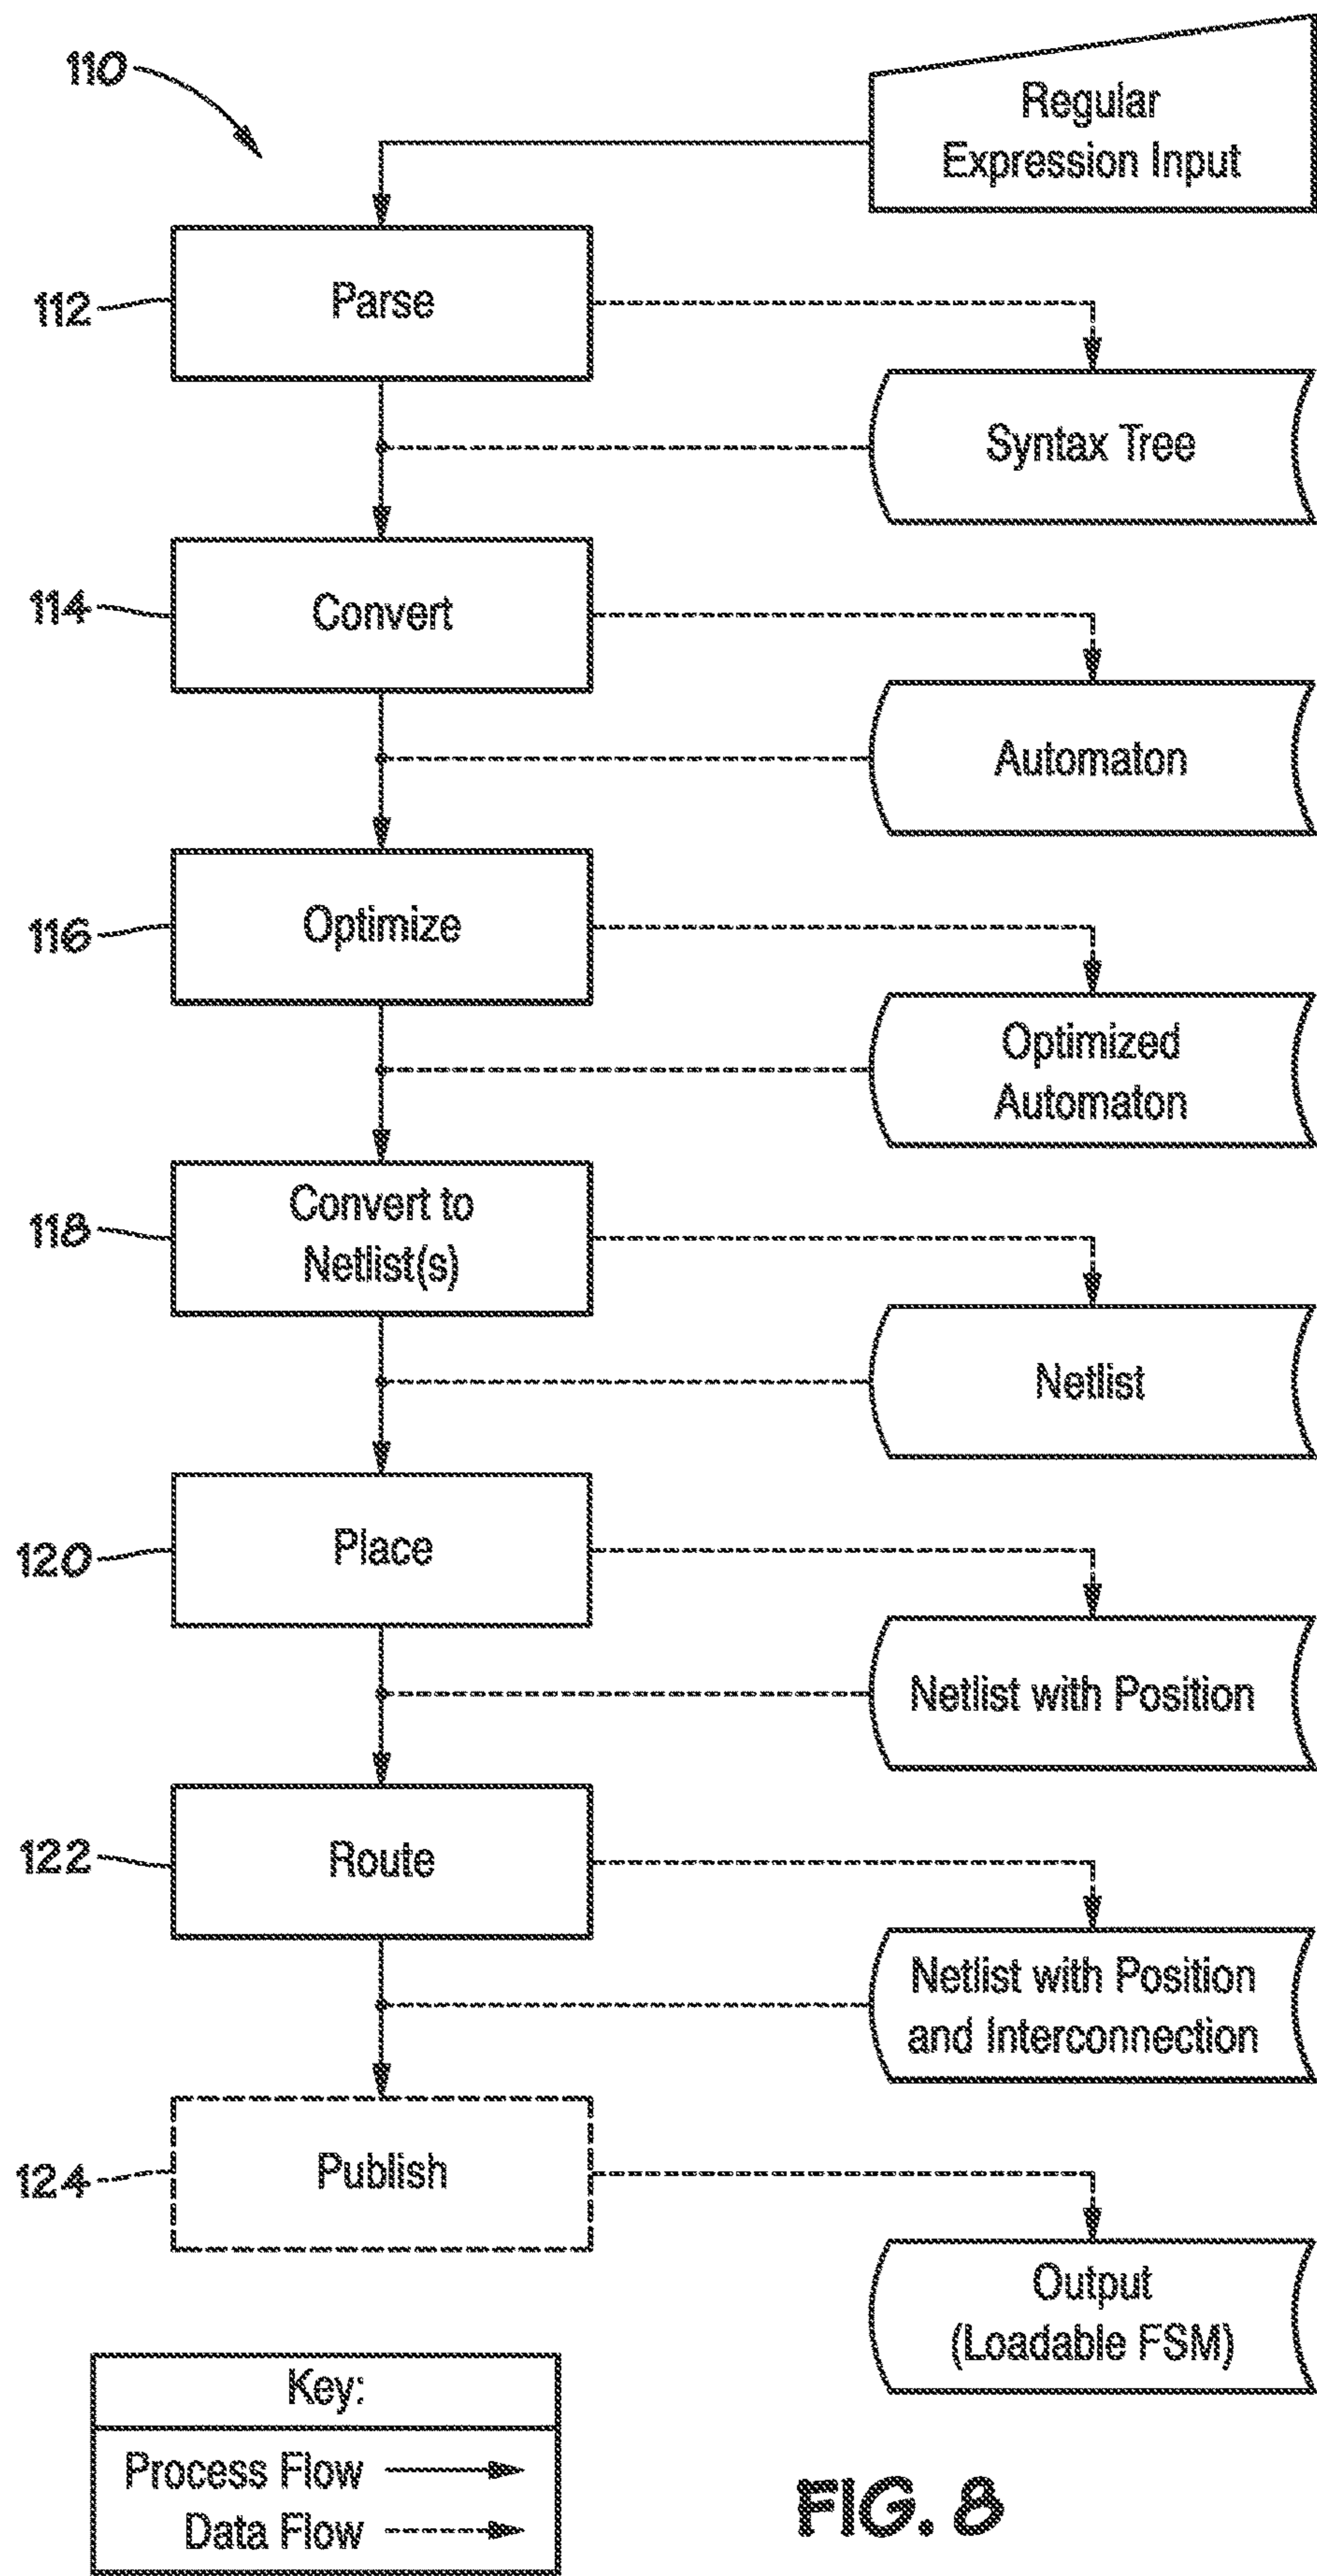 110
Regular
Expression Input
112
Parse
Syntax Tree
114
Convert
Automaton
116
Optimize
Optimized
Automaton
118
Convert to
Netlist(s)
Netlist
120
Place
Netlist with Position
122
Route
Netlist with Position
and Interconnection
124
Publish
Output
(Loadable FSM)
Key:
Process Flow
Data Flow
FIG. 8